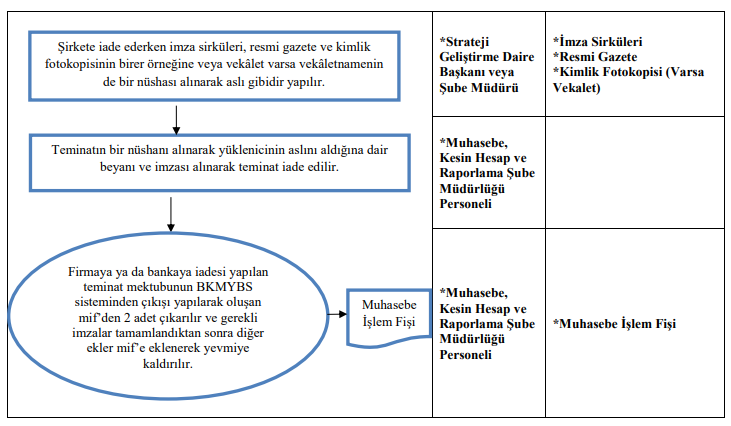 Şirkete iade ederken imza sirküleri, resmi gazete ve kimlik
fotokopisinin birer örneğine veya vekâlet varsa vekâletnamenin
de bir nüshası alınarak aslı gibidir yapılır.
*Strateji
Geliştirme Daire
Başkanı veya
Şube Müdürü
*İmza Sirküleri
*Resmi Gazete
*Kimlik Fotokopisi (Varsa
Vekalet)
Teminatın bir nüshanı alınarak yüklenicinin aslını aldığına dair
beyanı ve imzası alınarak teminat iade edilir.
*Muhasebe,
Kesin Hesap ve
Raporlama Şube
Müdürlüğü
Personeli
Firmaya ya da bankaya iadesi yapılan
teminat mektubunun BKMYBS
sisteminden çıkışı yapılarak oluşan
mif’den 2 adet çıkarılır ve gerekli
imzalar tamamlandıktan sonra diğer
ekler mif’e eklenerek yevmiye
kaldırılır.
Muhasebe
İşlem Fişi
*Muhasebe,
Kesin Hesap ve
Raporlama Şube
Müdürlüğü
Personeli
*Muhasebe İşlem Fişi